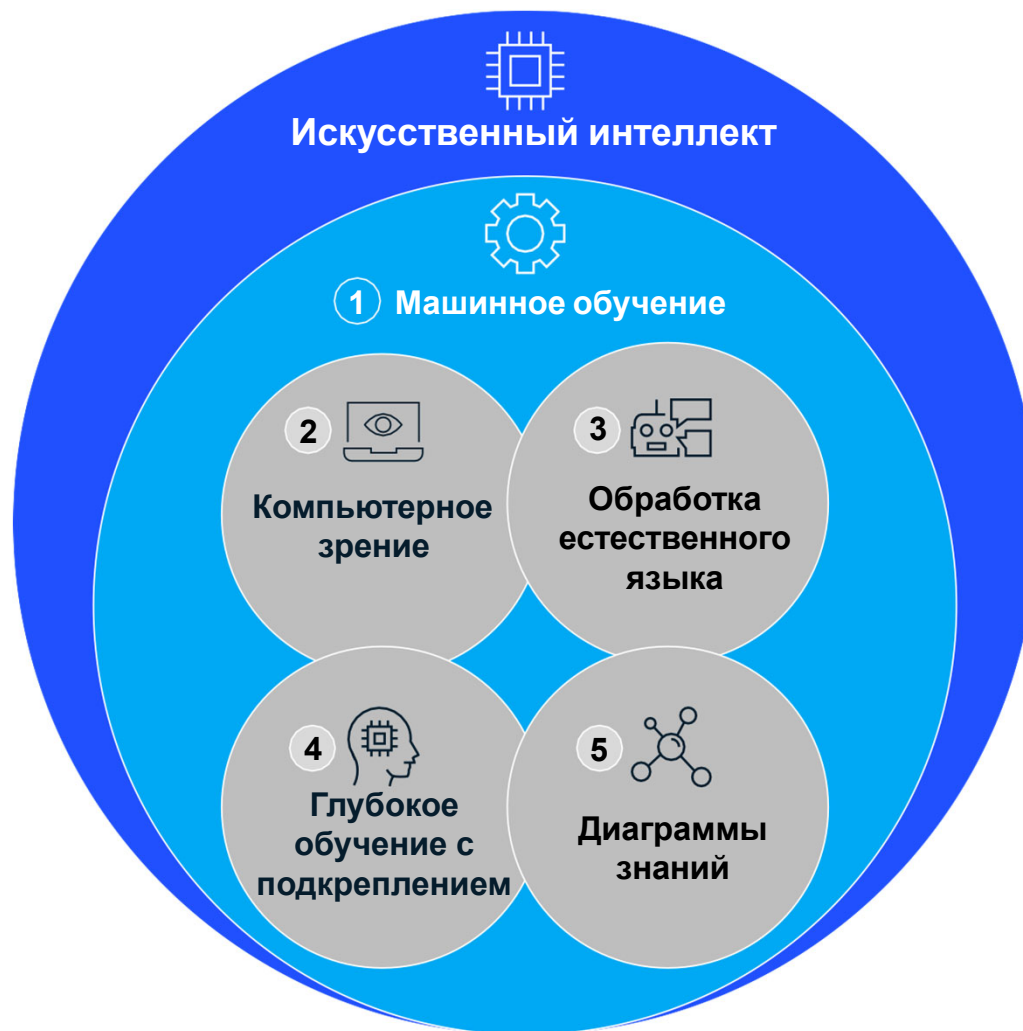 Искусственный интеллект
1 Машинное обучение
2
Компьютерное
зрение
3
Обработка
естественного
языка
4
Глубокое
обучение с
подкреплением
5
Диаграммы
знаний